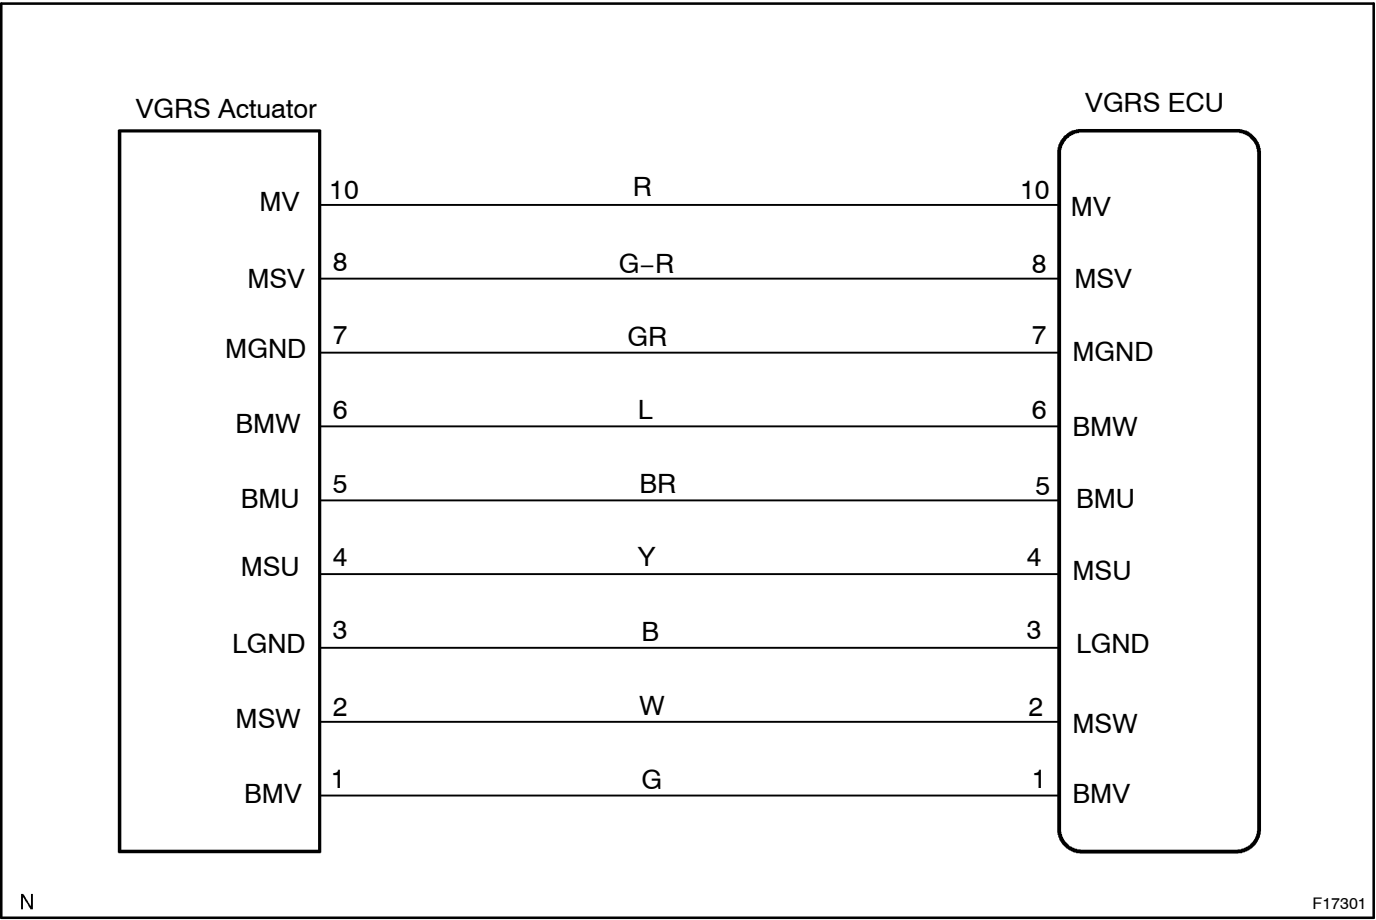 VGRS Actuator VGRS ECU
MV 10 R 10 MV
MSV 8 G–R 8 MSV
MGND 7 GR 7 MGND
BMW 6 L 6 BMW
BMU 5 BR 5 BMU
MSU 4 Y 4 MSU
LGND 3 B 3 LGND
MSW 2 W 2 MSW
BMV 1 G 1 BMV
N F17301